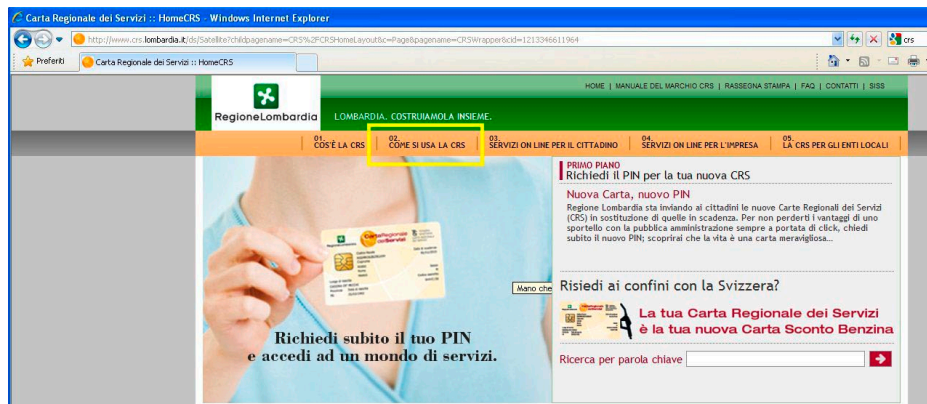 Carta Regionale dei Servizi :: HomeCRS - Windows Internet Explorer
http://www.crs.lombardia.it/ds/Satellite?childpagename=CRS%2FCRSHomeLayout&c=Page&pagename=CRSWrapper&cid=1213346611964
crs
Preferiti
Carta Regionale dei Servizi :: HomeCRS
HOME | MANUALE DEL MARCHIO CRS | RASSEGNA STAMPA | FAQ | CONTATTI | SISS
RegioneLombardia
LOMBARDIA. COSTRUIAMOLA INSIEME.
01. COS'È LA CRS
02. COME SI USA LA CRS
03. SERVIZI ON LINE PER IL CITTADINO
04. SERVIZI ON LINE PER L'IMPRESA
05. LA CRS PER GLI ENTI LOCALI
PRIMO PIANO
Richiedi il PIN per la tua nuova CRS
Nuova Carta, nuovo PIN
Regione Lombardia sta inviando ai cittadini le nuove Carte Regionali dei Servizi
(CRS) in sostituzione di quelle in scadenza. Per non perderti i vantaggi di uno
sportello con la pubblica amministrazione sempre a portata di click, chiedi
subito il nuovo PIN; scoprirai che la vita è una carta meravigliosa...
CartaRegionale
deiServizi
Mano che
Richiedi subito il tuo PIN
e accedi ad un mondo di servizi.
Risiedi ai confini con la Svizzera?
La tua Carta Regionale dei Servizi
è la tua nuova Carta Sconto Benzina
Ricerca per parola chiave